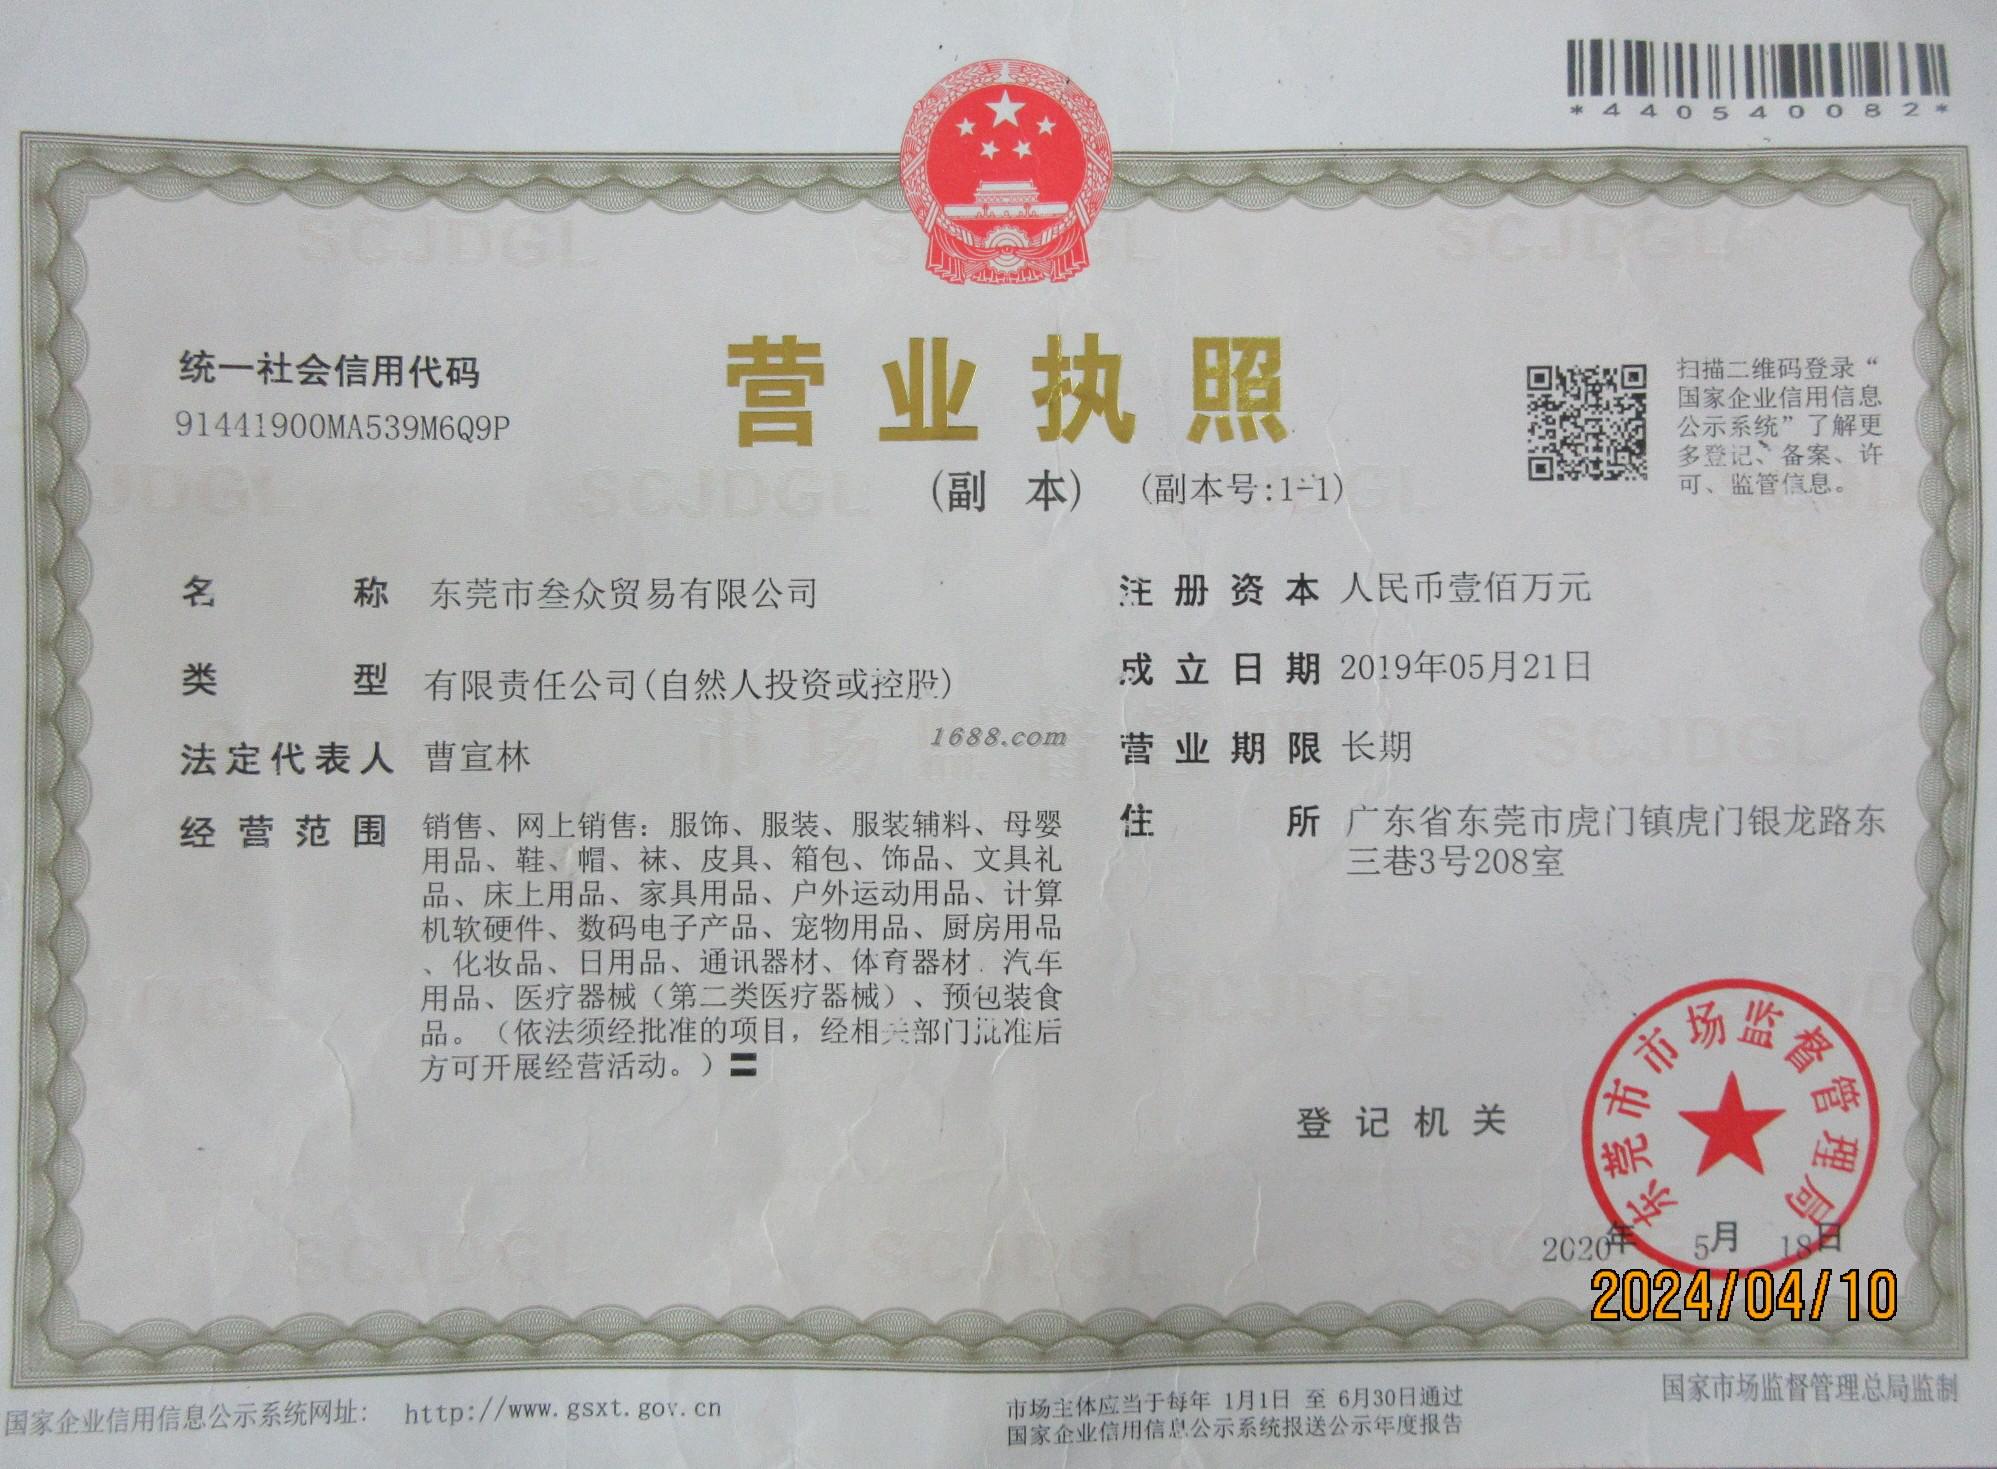 *440540082*
统一社会信用代码
91441900MA539M6Q9P
营业执照
(副 本) (副本号:1-1)
扫描二维码登录“
国家企业信用信息
公示系统”了解更
多登记、备案、许
可、监管信息。
名 称 东莞市叁众贸易有限公司
类 型 有限责任公司(自然人投资或控股)
法定代表人 曹宣林
经营范围 销售、网上销售：服饰、服装、服装辅料、母婴
用品、鞋、帽、袜、皮具、箱包、饰品、文具礼
品、床上用品、家具用品、户外运动用品、计算
机软硬件、数码电子产品、宠物用品、厨房用品
、化妆品、日用品、通讯器材、体育器材、汽车
用品、医疗器械（第二类医疗器械）、预包装食
品。（依法须经批准的项目，经相关部门批准后
方可开展经营活动。）
注册资本 人民币壹佰万元
成立日期 2019年05月21日
营业期限 长期
住 所 广东省东莞市虎门镇虎门银龙路东
三巷3号208室
1688.com
登记机关
东莞市市场监督管理局
2020年 5月 18日
2024/04/10
国家企业信用信息公示系统网址： http://www.gsxt.gov.cn
市场主体应当于每年 1月1日 至 6月30日通过
国家企业信用信息公示系统报送公示年度报告
国家市场监督管理总局监制